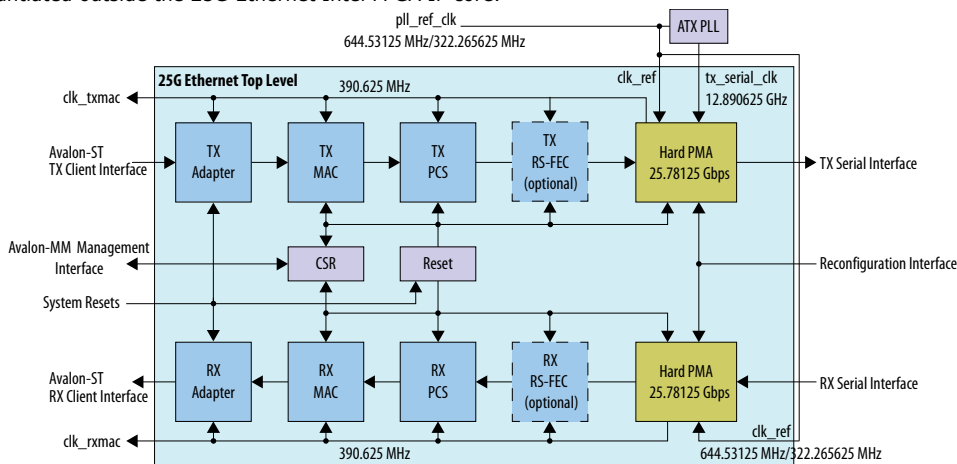 pll_ref_clk
644.53125 MHz/322.265625 MHz
ATX PLL
25G Ethernet Top Level
390.625 MHz
clk_ref
tx_serial_clk
12.890625 GHz
clk_txmac
Avalon-ST
TX Client Interface
TX
Adapter
TX
MAC
TX
PCS
TX
RS-FEC
(optional)
Hard PMA
25.78125 Gbps
TX Serial Interface
Avalon-MM Management
Interface
CSR
Reset
Reconfiguration Interface
System Resets
Avalon-ST
RX Client Interface
RX
Adapter
RX
MAC
RX
PCS
RX
RS-FEC
(optional)
Hard PMA
25.78125 Gbps
RX Serial Interface
clk_rxmac
390.625 MHz
clk_ref
644.53125 MHz/322.265625 MHz